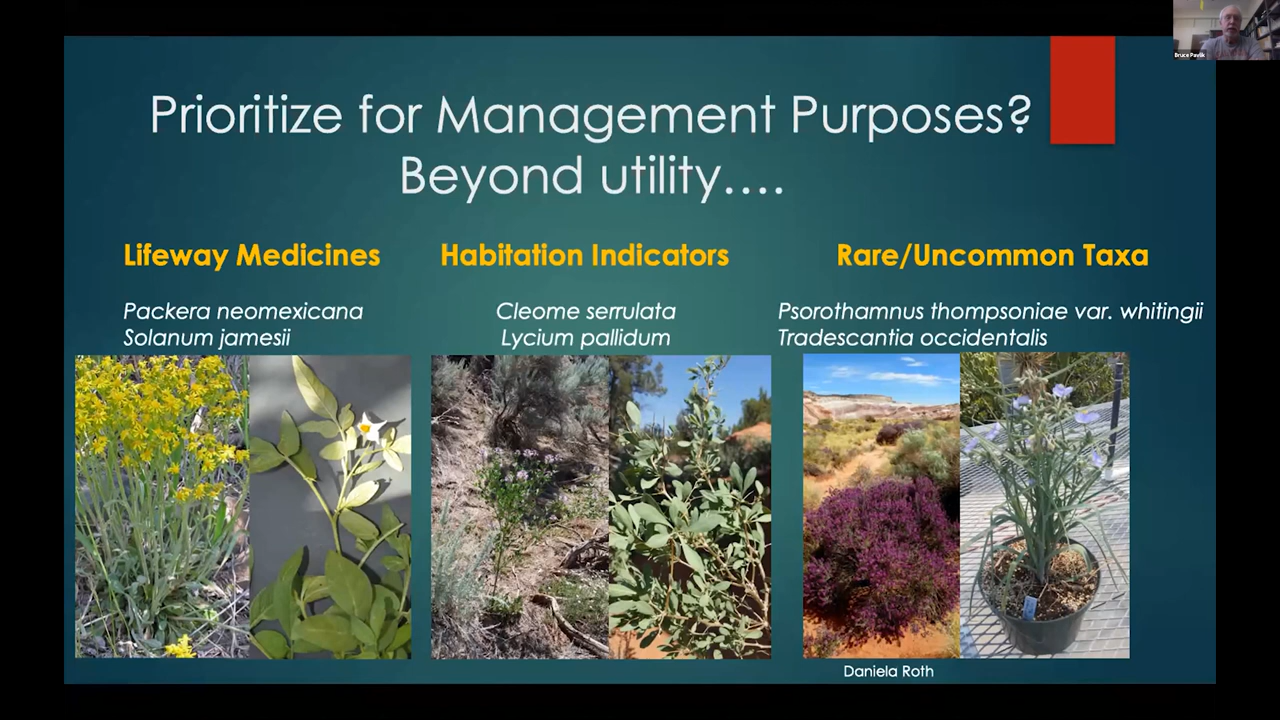 Bruce Pavlik
Prioritize for Management Purposes?
Beyond utility....
Lifeway Medicines
Packera neomexicana
Solanum jamesii
Habitation Indicators
Cleome serrulata
Lycium pallidum
Rare/Uncommon Taxa
Psorothamnus thompsoniae var. whitingii
Tradescantia occidentalis
Daniela Roth